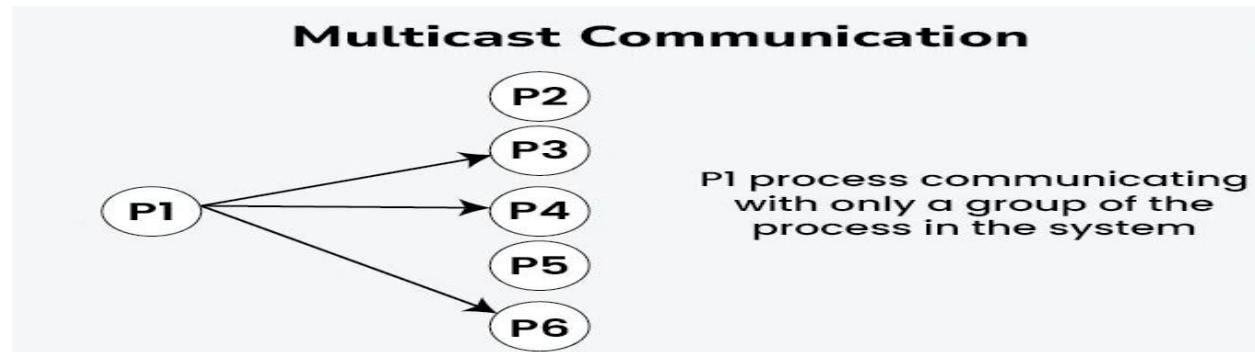 Multicast Communication
P2
P3
P1
P4
P5
P6
P1 process communicating
with only a group of the
process in the system